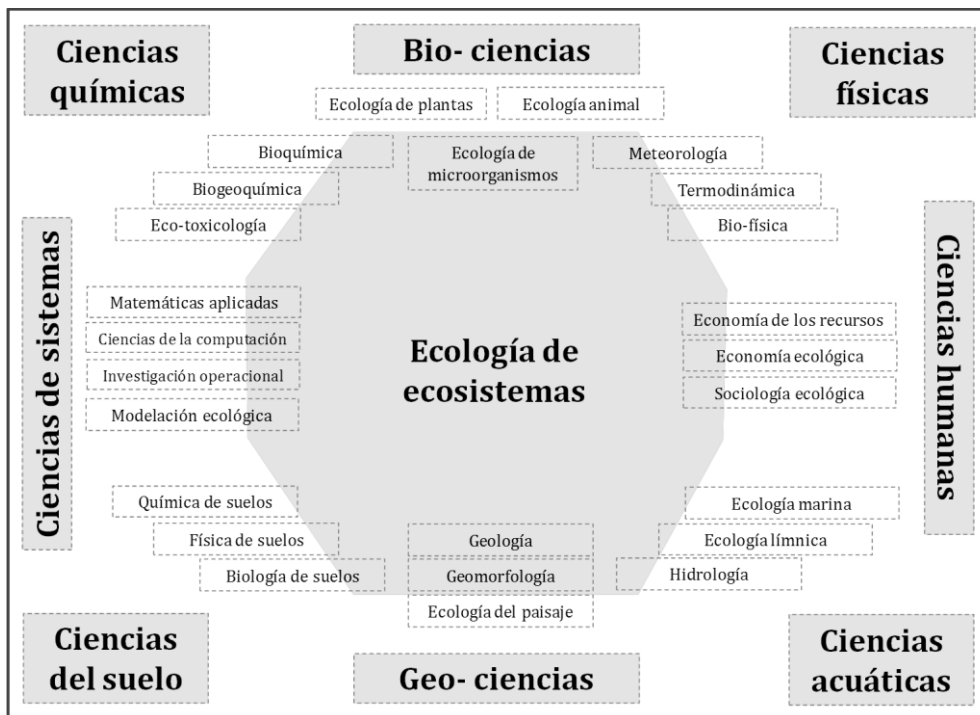 Ciencias
químicas
Bio- ciencias
Ciencias
físicas
Ecología de plantas
Ecología animal
Bioquímica
Ecología de
microorganismos
Meteorología
Biogeoquímica
Termodinámica
Eco-toxicología
Bio-física
Ciencias de sistemas
Matemáticas aplicadas
Ciencias de la computación
Investigación operacional
Modelación ecológica
Ecología de
ecosistemas
Economía de los recursos
Economía ecológica
Sociología ecológica
Ciencias humanas
Química de suelos
Física de suelos
Biología de suelos
Geología
Geomorfología
Ecología del paisaje
Ecología marina
Ecología límnica
Hidrología
Ciencias
del suelo
Geo- ciencias
Ciencias
acuáticas